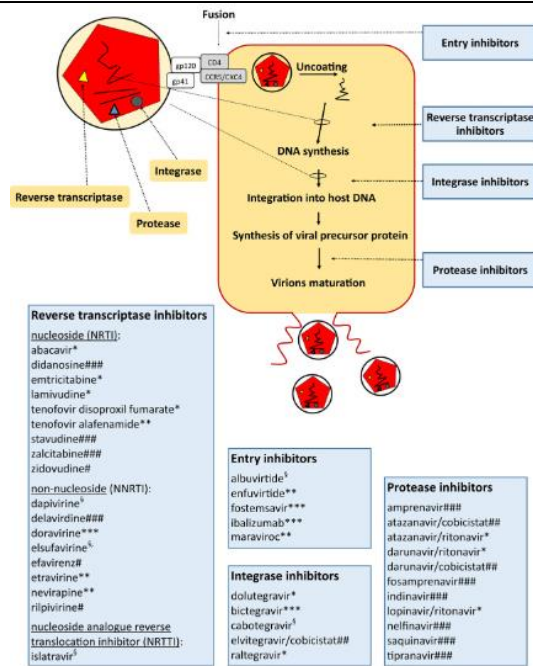 Fusion
Entry inhibitors
gp120
CD4
gp41
CCR5/CXC4
Uncoating
Reverse transcriptase
inhibitors
DNA synthesis
Integrase
Integrase inhibitors
Reverse transcriptase
Integration into host DNA
Protease
Synthesis of viral precursor protein
Protease inhibitors
Virions maturation
Reverse transcriptase inhibitors
nucleoside (NRTI):
abacavir*
didanosine###
emtricitabine*
lamivudine*
tenofovir disoproxil fumarate*
tenofovir alafenamide**
stavudine###
zalcitabine###
zidovudine#
non-nucleoside (NNRTI):
dapivirine§
delavirdine###
doravirine***
elsufavirine§
efavirenz#
etravirine**
nevirapine**
rilpivirine#
nucleoside analogue reverse
translocation inhibitor (NRTTI):
islatravir§
Entry inhibitors
albuvirtide§
enfuvirtide**
fostemsavir***
ibalizumab***
maraviroc**
Integrase inhibitors
dolutegravir*
bictegravir***
cabotegravir§
elvitegravir/cobicistat##
raltegravir*
Protease inhibitors
amprenavir###
atazanavir/cobicistat##
atazanavir/ritonavir*
darunavir/ritonavir*
darunavir/cobicistat##
fosamprenavir###
indinavir###
lopinavir/ritonavir*
nelfinavir###
saquinavir###
tipranavir###